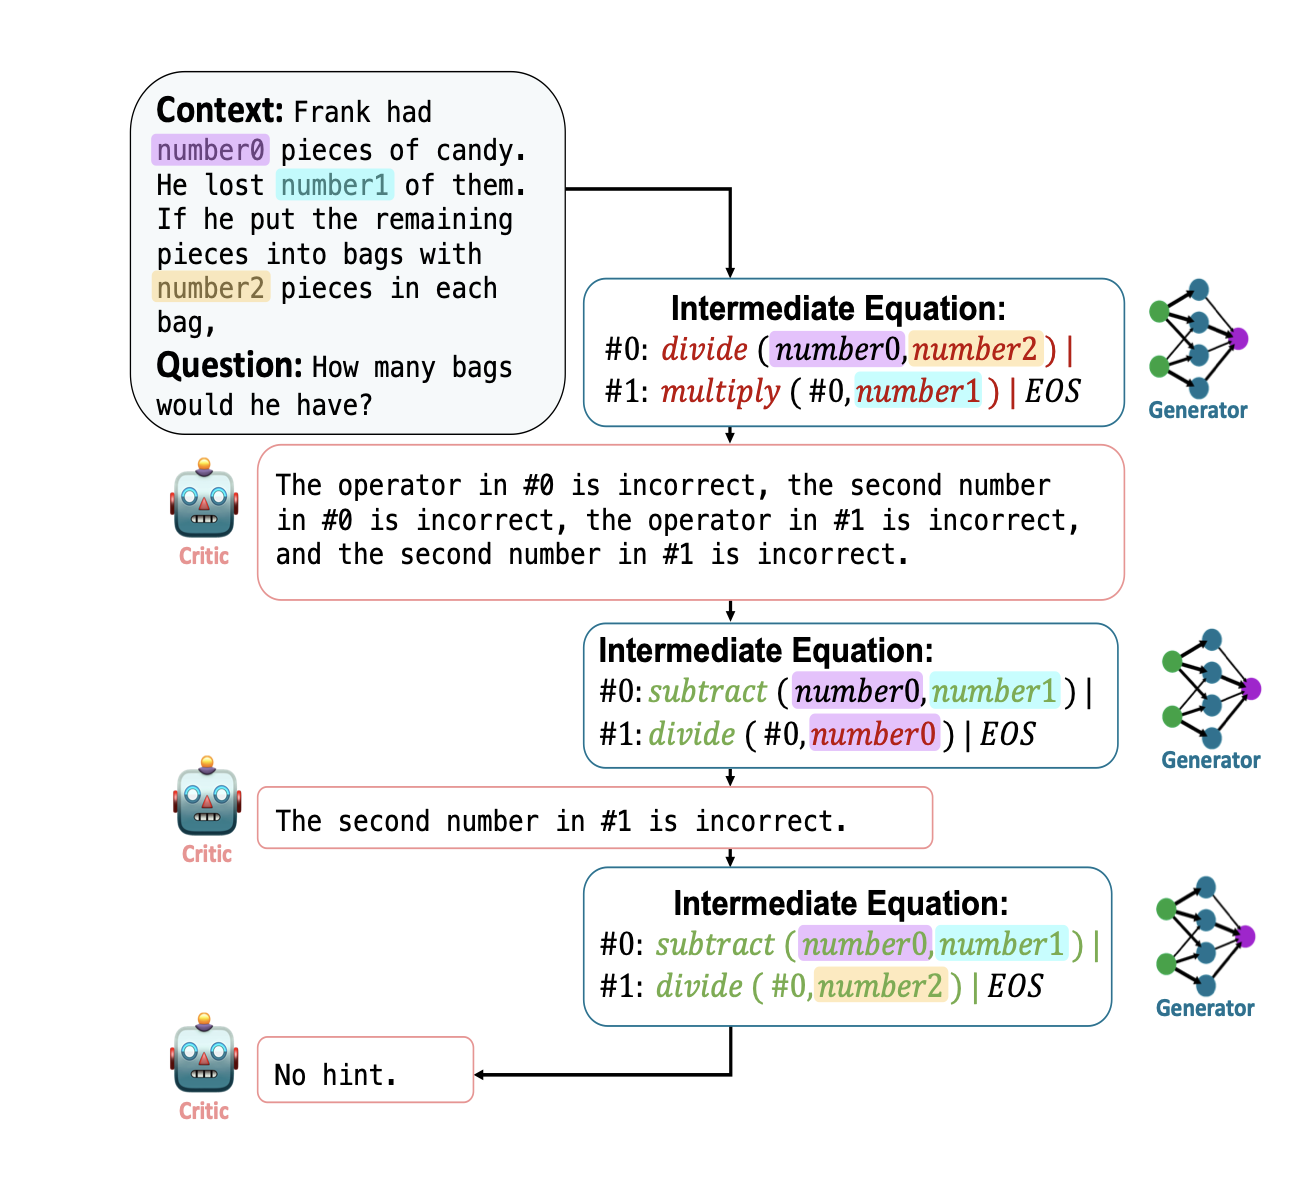 Context: Frank had
number0 pieces of candy.
He lost number1 of them.
If he put the remaining
pieces into bags with
number2 pieces in each
bag,
Question: How many bags
would he have?
Intermediate Equation:
#0: divide (number0,number2) |
#1: multiply ( #0,number1 ) | EOS
Generator
The operator in #0 is incorrect, the second number
in #0 is incorrect, the operator in #1 is incorrect,
and the second number in #1 is incorrect.
Critic
Intermediate Equation:
#0: subtract (number0,number1 ) |
#1: divide ( #0,number0 ) | EOS
Generator
The second number in #1 is incorrect.
Critic
Intermediate Equation:
#0: subtract (number0,number1 ) |
#1: divide ( #0,number2 ) | EOS
Generator
No hint.
Critic